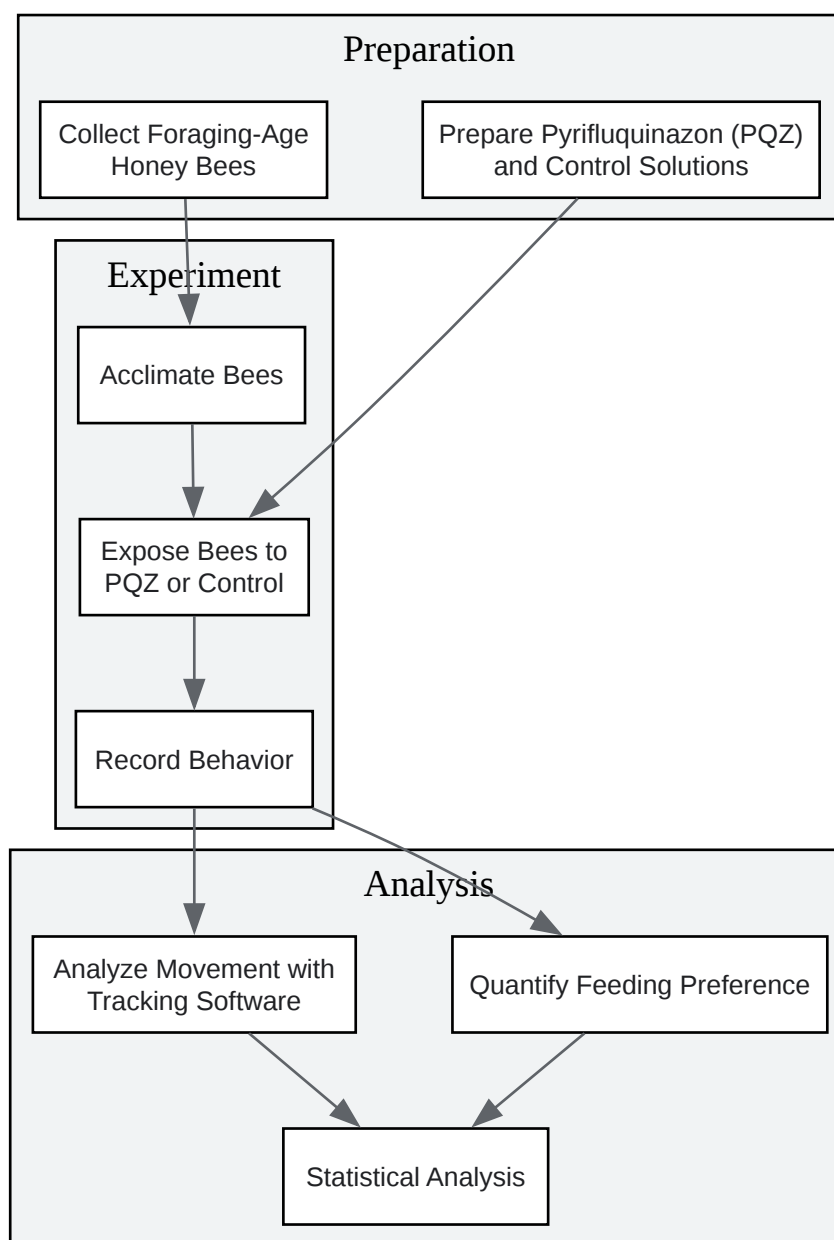 Preparation
Collect Foraging-Age
Honey Bees
Prepare Pyrifluquinazon (PQZ)
and Control Solutions
Experiment
Acclimate Bees
Expose Bees to
PQZ or Control
Record Behavior
Analysis
Analyze Movement with
Tracking Software
Quantify Feeding Preference
Statistical Analysis